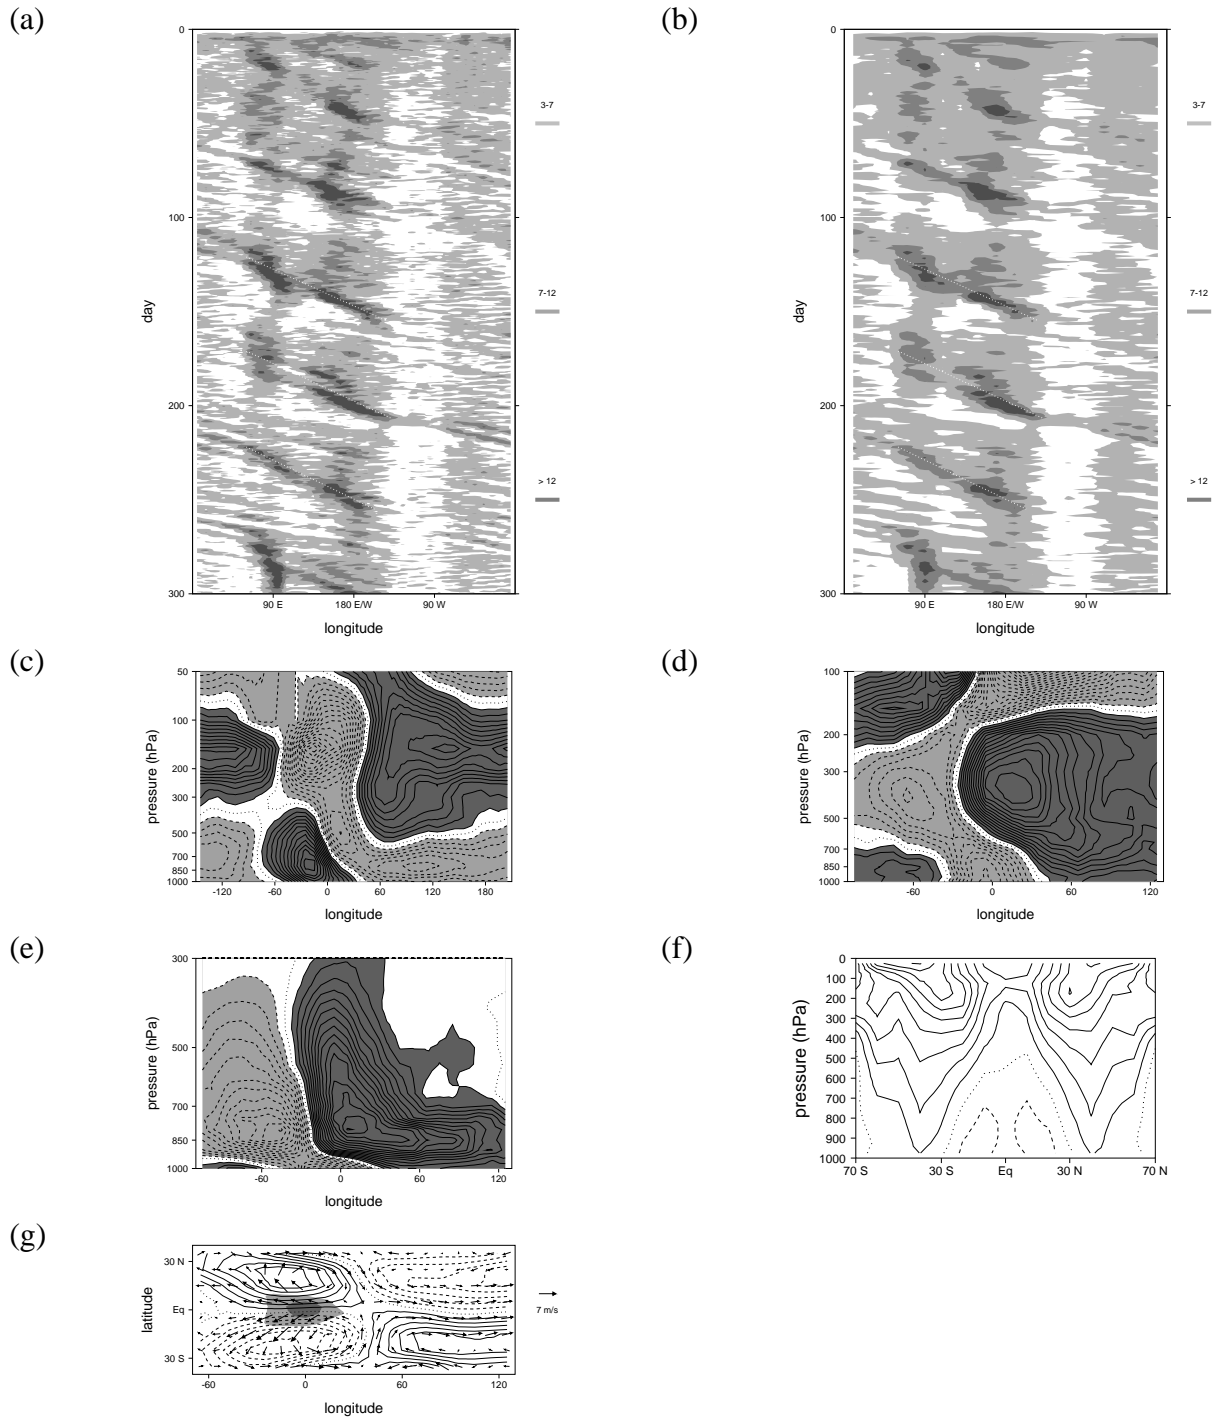 (a)
0
100
200
300
day
90 E
180 E/W
90 W
longitude
3-7
7-12
> 12
(b)
0
100
200
300
day
90 E
180 E/W
90 W
longitude
3-7
7-12
> 12
(c)
50
100
200
300
500
700
850
1000
pressure (hPa)
-120
-60
0
60
120
180
longitude
(d)
100
200
300
500
700
850
1000
pressure (hPa)
-60
0
60
120
longitude
(e)
300
500
700
850
1000
pressure (hPa)
-60
0
60
120
longitude
(f)
0
100
200
300
400
500
600
700
800
900
1000
pressure (hPa)
70 S
30 S
Eq
30 N
70 N
(g)
30 N
Eq
30 S
latitude
-60
0
60
120
longitude
7 m/s